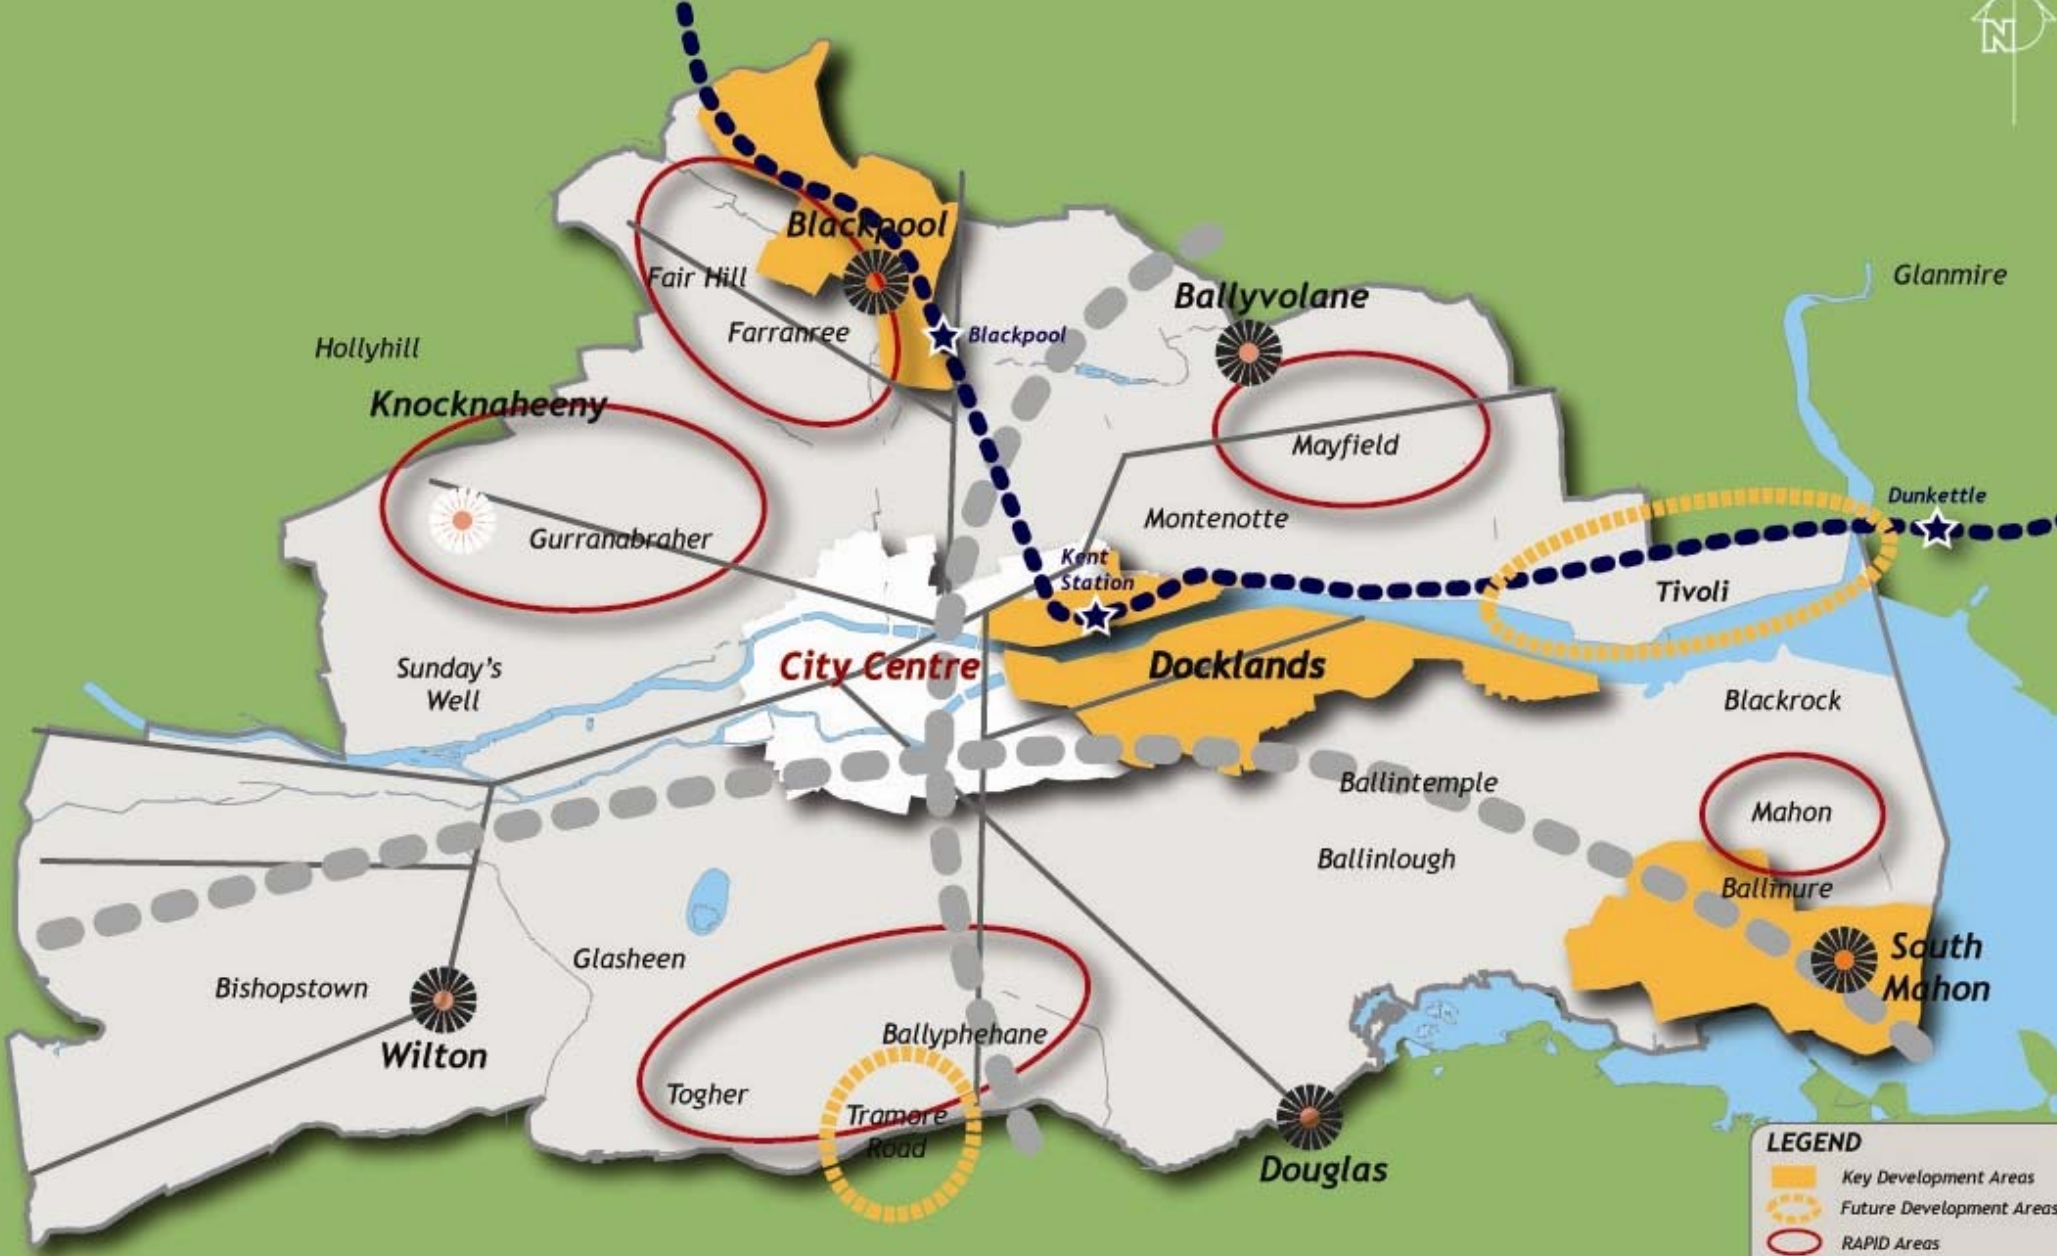 N
Blackpool
Fair Hill
Farranree
Blackpool
Ballyvolane
Glanmire
Hollyhill
Knocknaheeny
Mayfield
Gurranabraher
Montenotte
Dunkettle
Kent
Station
Tivoli
Sunday's
Well
City Centre
Docklands
Blackrock
Ballintemple
Mahon
Ballinlough
Ballinure
South
Mahon
Glasheen
Bishopstown
Wilton
Ballyphehane
Togher
Tramore
Road
Douglas
LEGEND
Key Development Areas
Future Development Areas
RAPID Areas